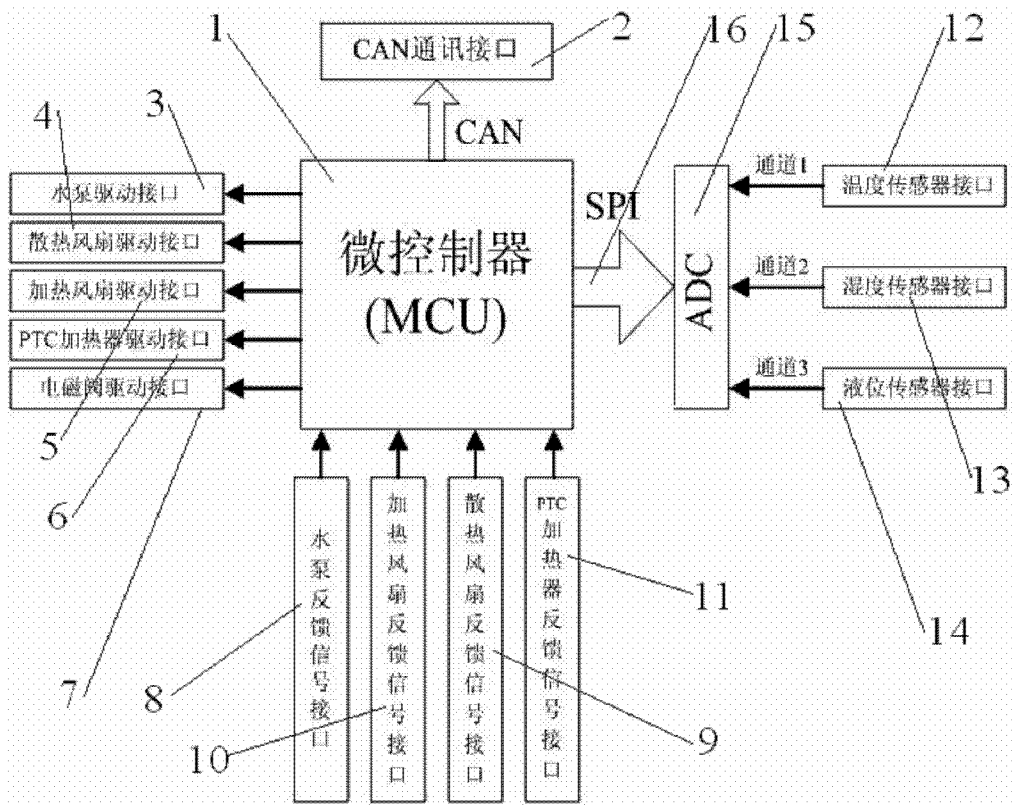 1
CAN通讯接口
2
16
15
12
4
3
CAN
水泵驱动接口
散热风扇驱动接口
加热风扇驱动接口
PTC加热器驱动接口
电磁阀驱动接口
微控制器
(MCU)
SPI
ADC
通道1
温度传感器接口
通道2
湿度传感器接口
通道3
液位传感器接口
5
6
7
13
14
水泵反馈信号接口
加热风扇反馈信号接口
散热风扇反馈信号接口
PTC加热器反馈信号接口
8
10
9
11